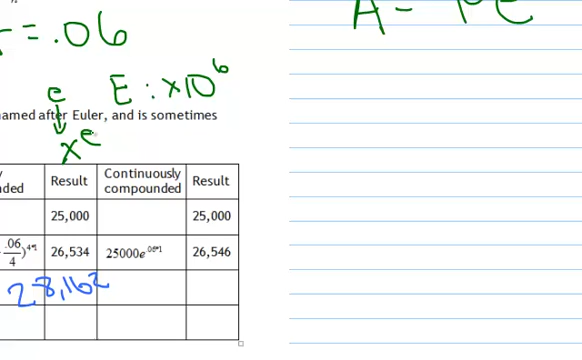 r = .06
A = Pe
e
E : x10^6
named after Euler, and is sometimes
x^e
Result
Continuously
compounded
Result
25,000
25,000
.06/4)^4*1
26,534
25000e^.06*1
26,546
28,162